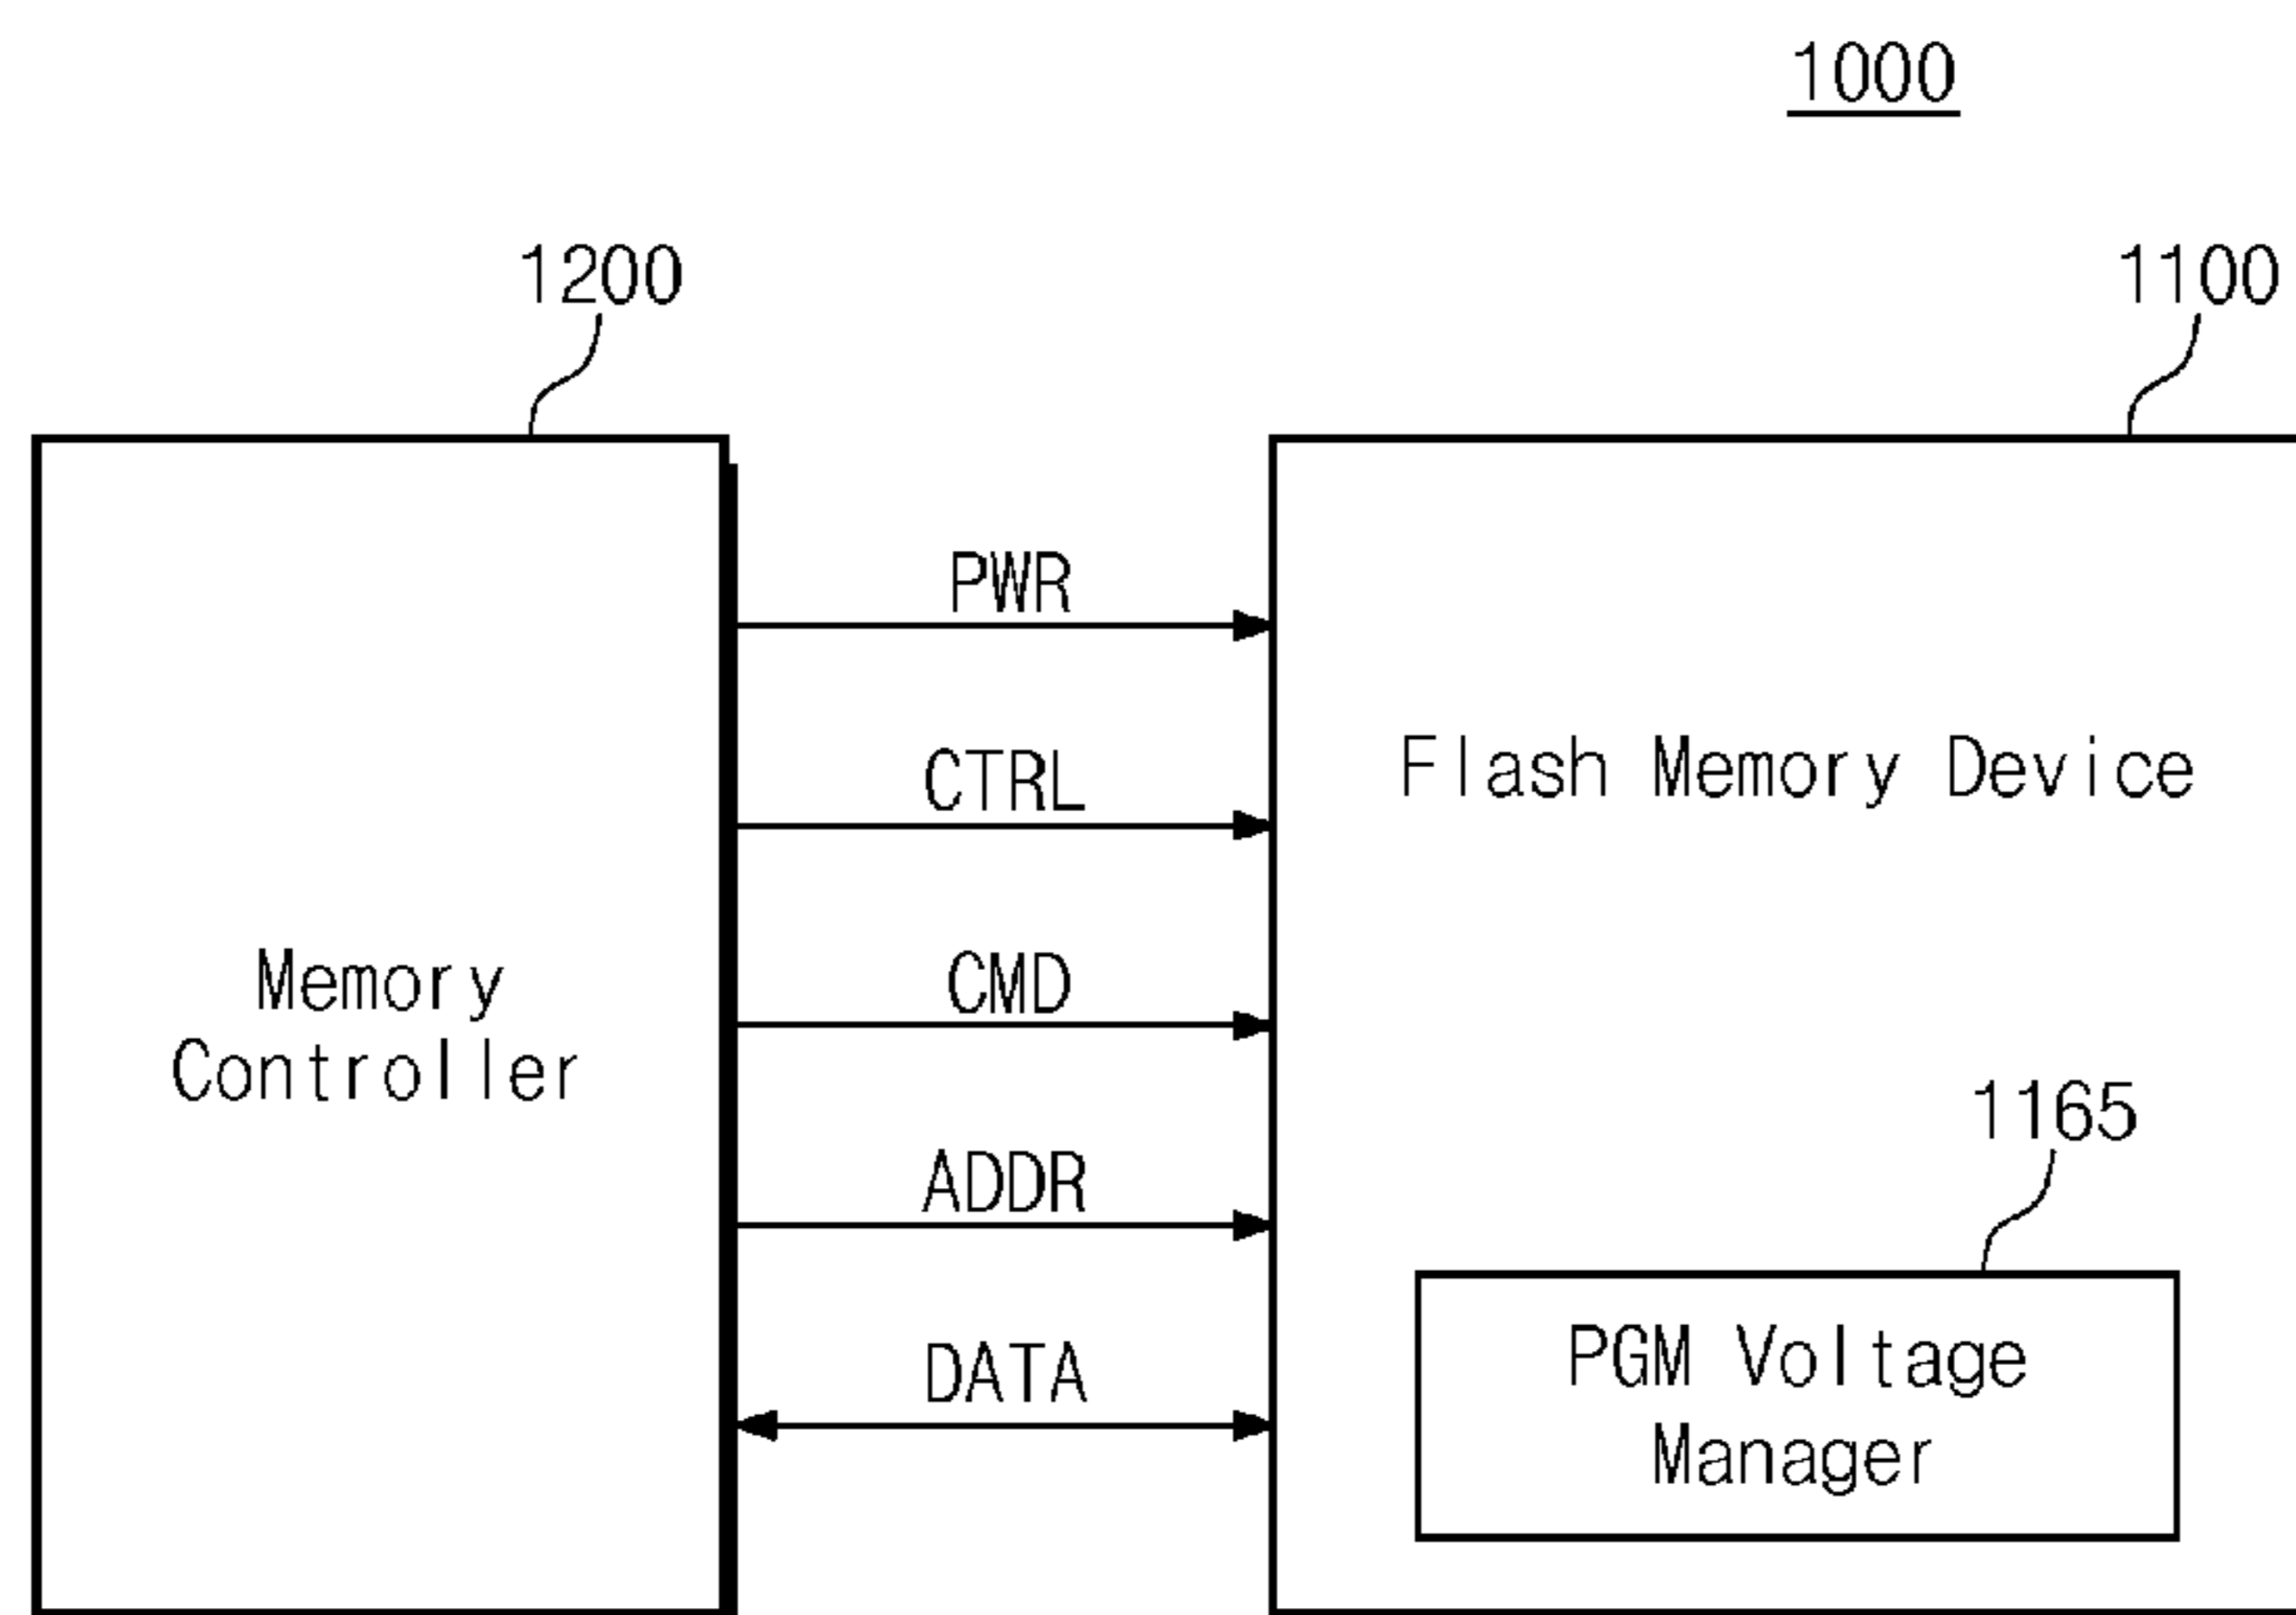 1000
1200
1100
PWR
CTRL
Flash Memory Device
CMD
Memory
Controller
1165
ADDR
DATA
PGM Voltage
Manager